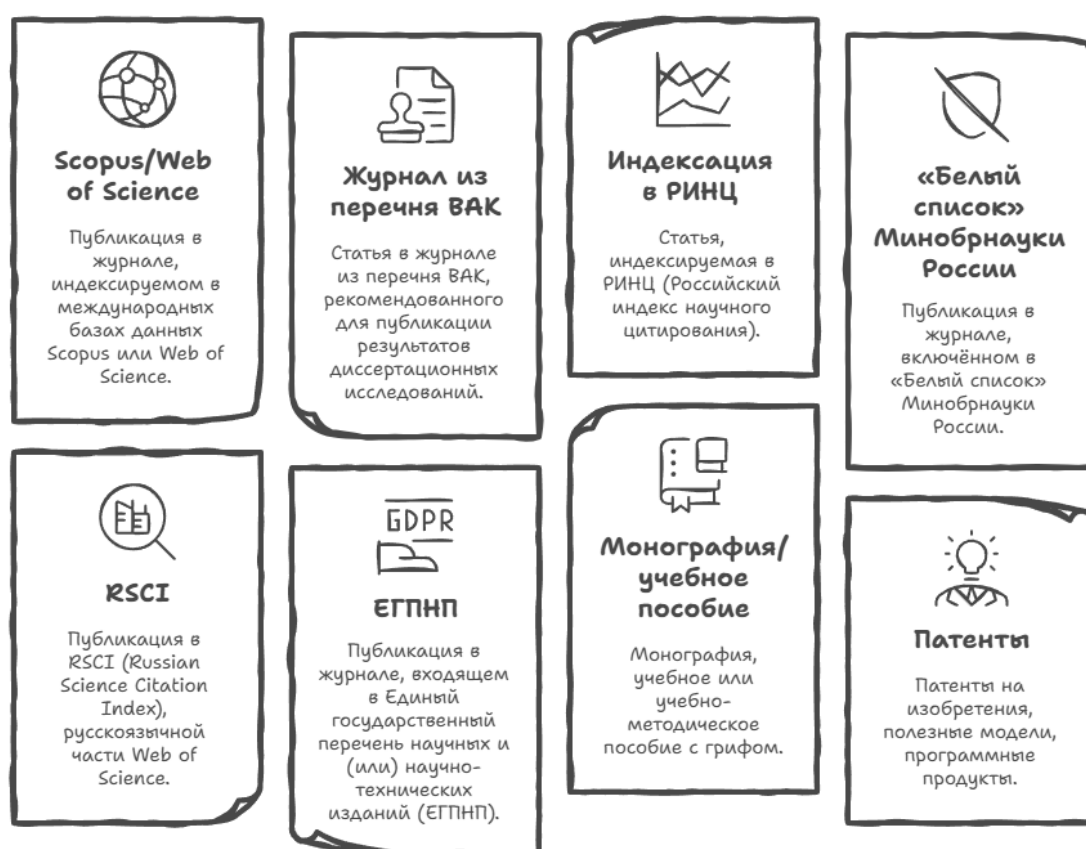 Scopus/Web
of Science
Публикация в
журнале,
индексируемом в
международных
базах данных
Scopus или Web of
Science.
Журнал из
перечня ВАК
Статья в журнале
из перечня ВАК,
рекомендованного
для публикации
результатов
диссертационных
исследований.
Индексация
в РИНЦ
Статья,
индексируемая в
РИНЦ (Российский
индекс научного
цитирования).
«Белый
список»
Минобрнауки
России
Публикация в
журнале,
включённом в
«Белый список»
Минобрнауки
России.
RSCI
Публикация в
RSCI (Russian
Science Citation
Index),
русскоязычной
части Web of
Science.
GDPR
ЕГПНП
Публикация в
журнале, входящем
в Единый
государственный
перечень научных и
(или) научно-
технических
изданий (ЕГПНП).
Монография/
учебное
пособие
Монография,
учебное или
учебно-
методическое
пособие с грифом.
Патенты
Патенты на
изобретения,
полезные модели,
программные
продукты.